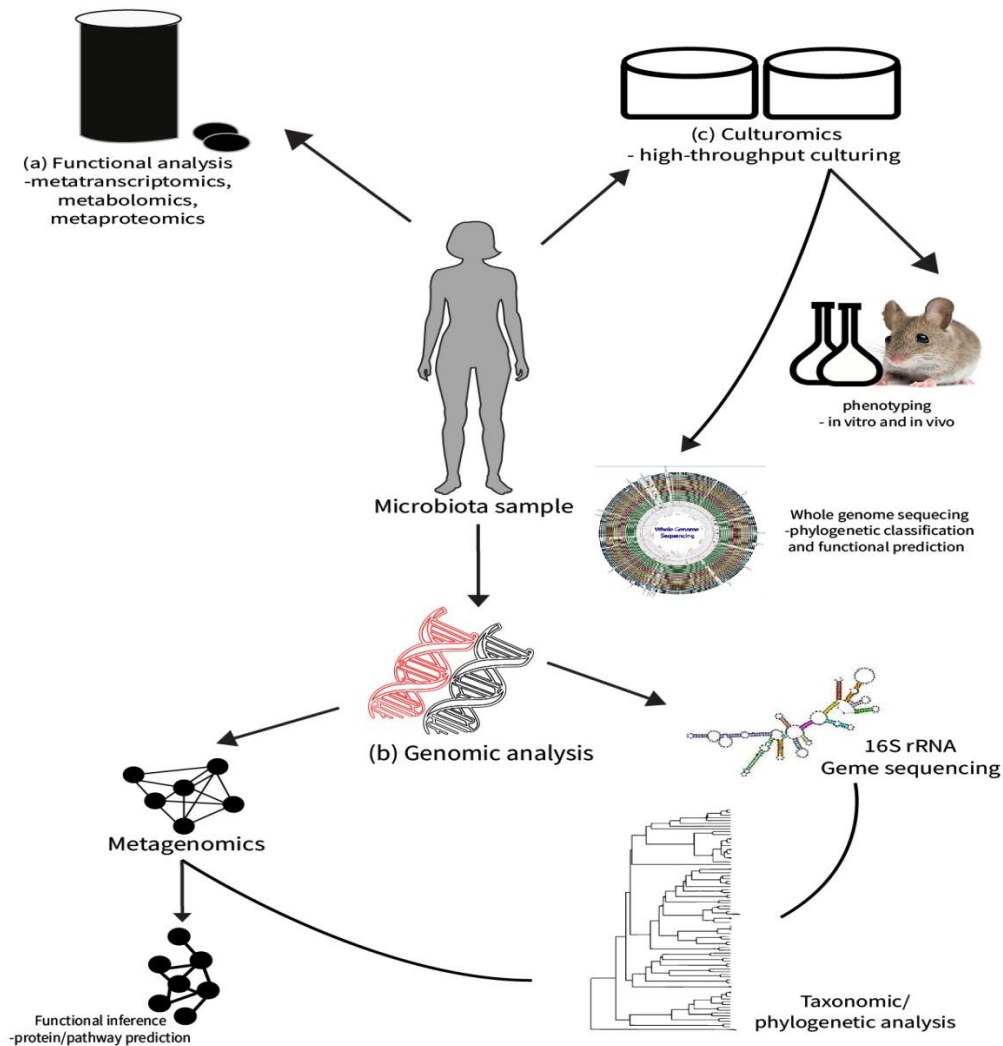 (a) Functional analysis
-metatranscriptomics,
metabolomics,
metaproteomics
(c) Culturomics
- high-throughput culturing
phenotyping
- in vitro and in vivo
Microbiota sample
Whole Genome
Sequencing
Whole genome sequecing
-phylogenetic classification
and functional prediction
(b) Genomic analysis
16S rRNA
Geme sequencing
Metagenomics
Functional inference
-protein/pathway prediction
Taxonomic/
phylogenetic analysis